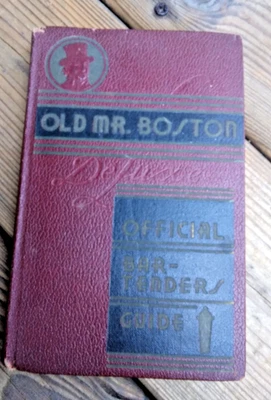 OLD MR. BOSTON
De Luxe
OFFICIAL
BAR-
TENDERS
GUIDE